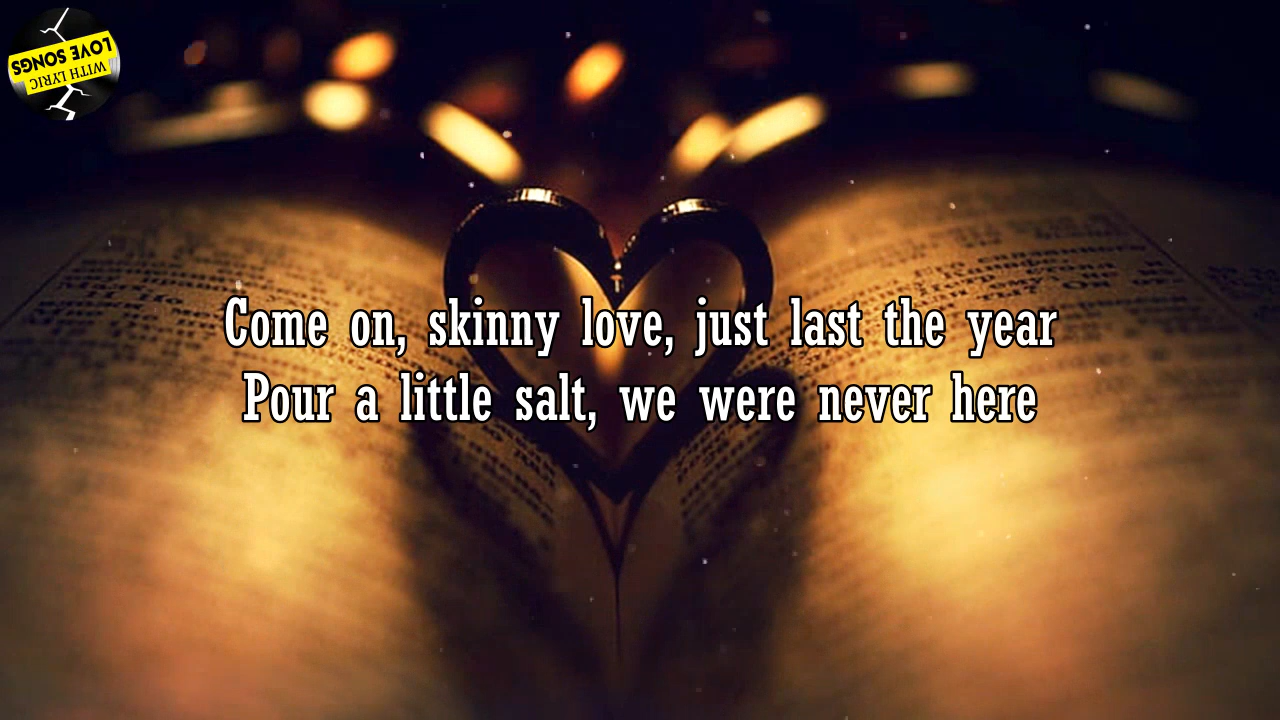 LOVE SONGS
WITH LYRIC
Come on, skinny love, just last the year
Pour a little salt, we were never here